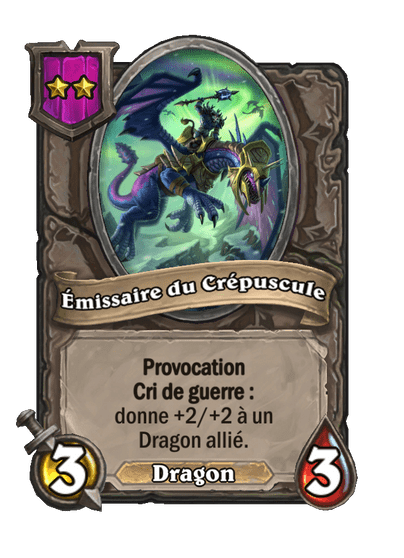 Émissaire du Crépuscule
Provocation
Cri de guerre :
donne +2/+2 à un
Dragon allié.
3
Dragon
3